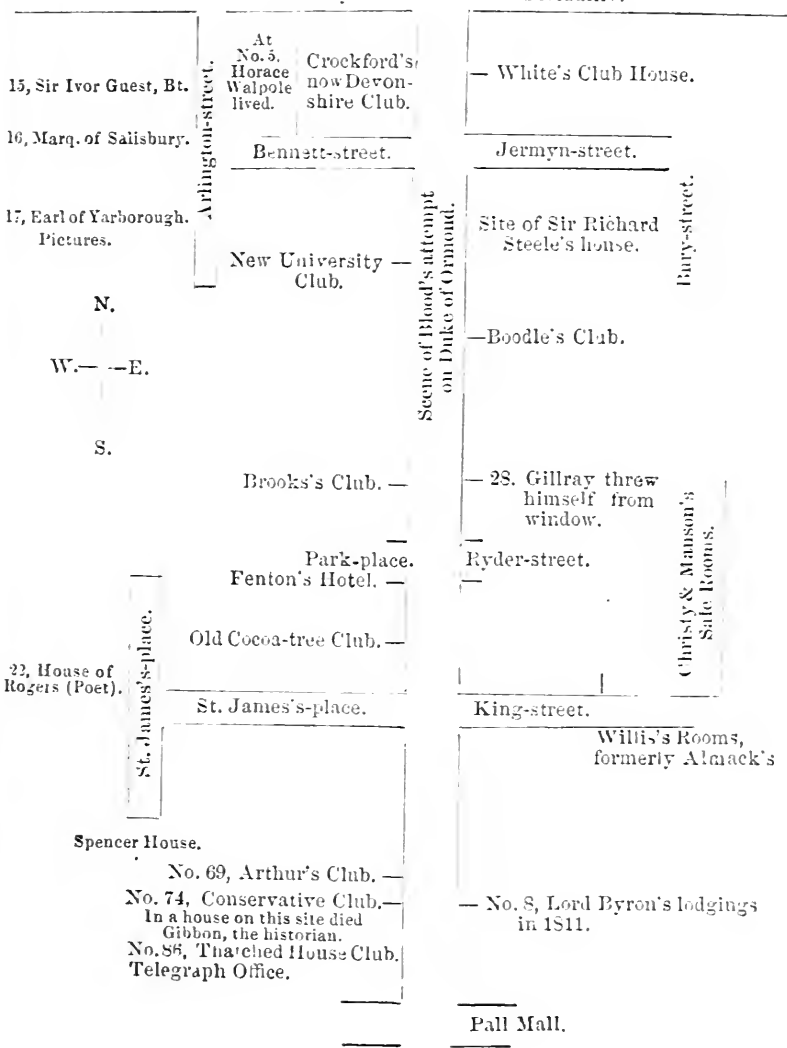 At
No. 5,
Horace
Walpole
lived.
Crockford's
now Devon-
shire Club.
— White's Club House.
15, Sir Ivor Guest, Bt.
16, Marq. of Salisbury.
17, Earl of Yarborough.
Pictures.
Arlington-street.
Bennett-street.
Jermyn-street.
New University —
Club.
Scene of Blood's attempt
on Duke of Ormond.
Site of Sir Richard
Steele's house.
Bury-street.
N.
W.— —E.
S.
—Boodle's Club.
Brooks's Club. —
— 28. Gillray threw
himself from
window.
Park-place.
Ryder-street.
Fenton's Hotel. —
Christy & Manson's
Sale Rooms.
Old Cocoa-tree Club. —
22, House of
Rogers (Poet).
St. James's-place.
St. James's-place.
King-street.
Willis's Rooms,
formerly Almack's
Spencer House.
No. 69, Arthur's Club. —
No. 74, Conservative Club.—
In a house on this site died
Gibbon, the historian.
No. 86, Thatched House Club.
Telegraph Office.
— No. 8, Lord Byron's lodgings
in 1811.
Pall Mall.